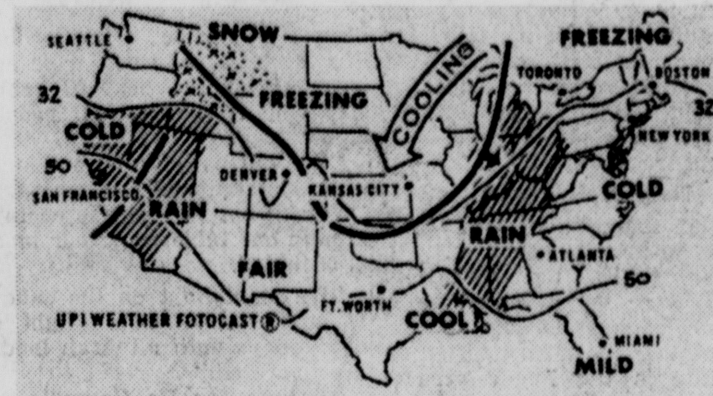 SEATTLE
SNOW
FREEZING
TORONTO
BOSTON
32
FREEZING
COOLING
32
COLD
NEW YORK
50
DENVER
KANSAS CITY
SAN FRANCISCO
RAIN
COLD
RAIN
ATLANTA
FAIR
50
FT. WORTH
UPI WEATHER FOTOCAST®
COOL
MIAMI
MILD